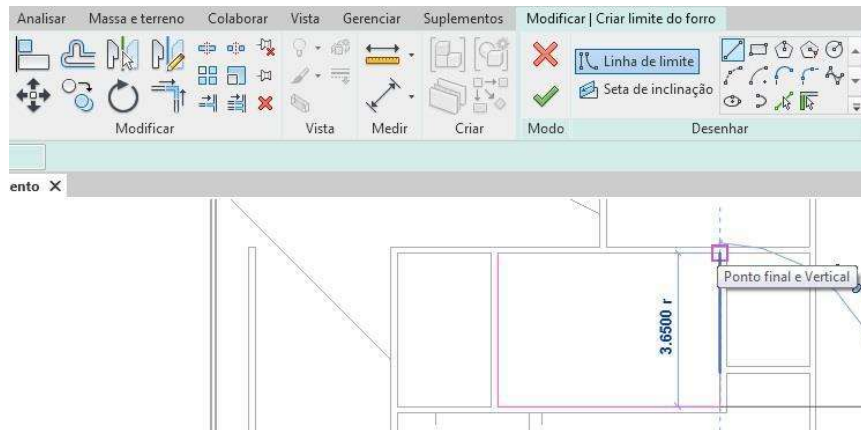 Analisar Massa e terreno Colaborar Vista Gerenciar Suplementos Modificar | Criar limite do forro
Linha de limite
Seta de inclinação
Modificar Vista Medir Criar Modo Desenhar
ento X
Ponto final e Vertical
3.6500 r